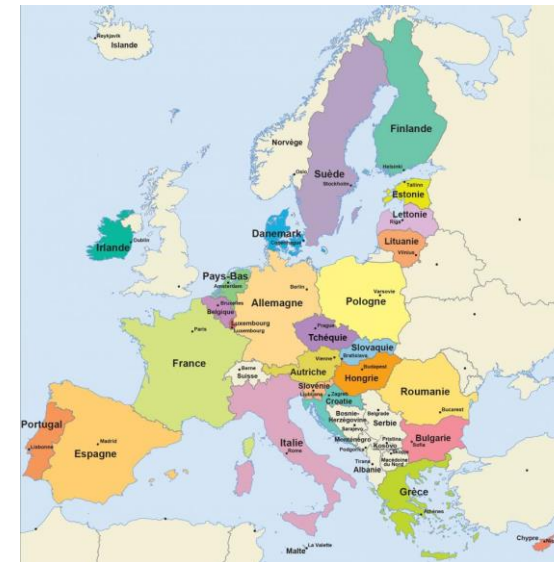 Reykjavik
Islande
Norvège
Finlande
Suède
Oslo
Helsinki
Stockholm
Tallinn
Estonie
Lettonie
Riga
Danemark
Copenhague
Lituanie
Vilnius
Irlande
Dublin
Pays-Bas
Amsterdam
Berlin
Varsovie
Allemagne
Pologne
Bruxelles
Belgique
Luxembourg
Luxembourg
Prague
Tchéquie
Paris
Slovaquie
Vienne
Bratislava
France
Berne
Suisse
Autriche
Budapest
Hongrie
Slovénie
Ljubljana
Zagreb
Croatie
Roumanie
Bucarest
Bosnie-
Herzégovine
Belgrade
Serbie
Sarajevo
Portugal
Lisbonne
Madrid
Espagne
Italie
Rome
Monténégro
Podgorica
Pristina
Kosovo
Bulgarie
Sofia
Skopje
Macédoine
du Nord
Tirana
Albanie
Grèce
Athènes
La Valette
Malte
Chypre